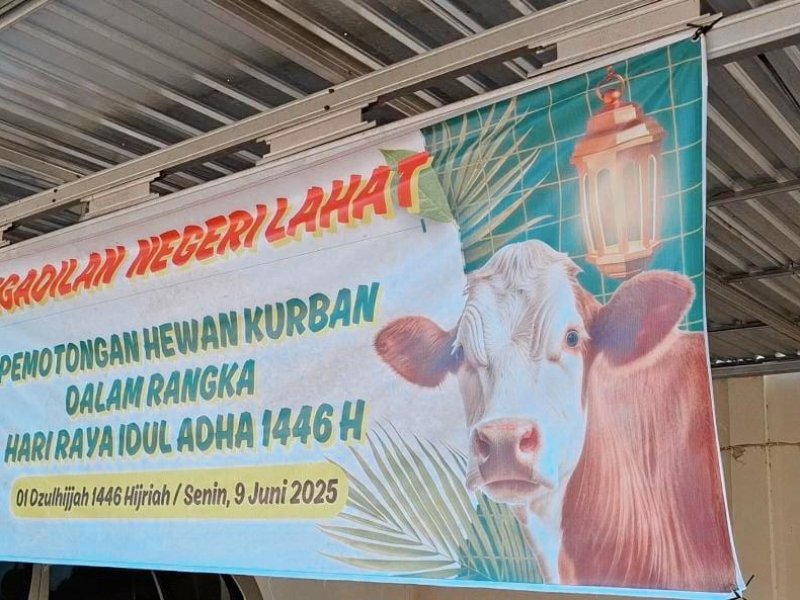 NGADILAN NEGERI LAHAT
PEMOTONGAN HEWAN KURBAN
DALAM RANGKA
HARI RAYA IDUL ADHA 1446 H
01 Dzulhijjah 1446 Hijriah / Senin, 9 Juni 2025